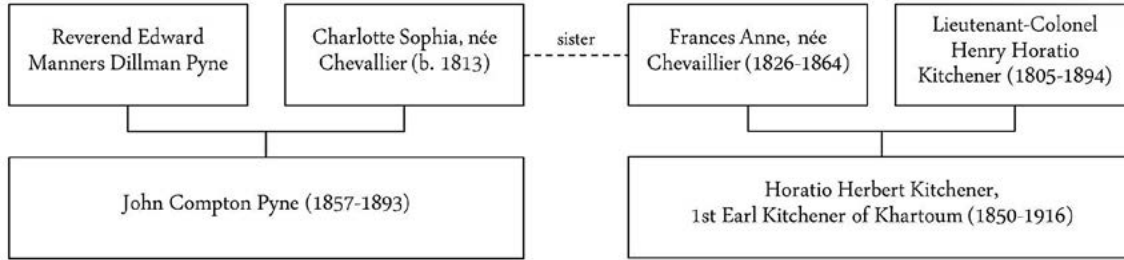 Reverend Edward
Manners Dillman Pyne
Charlotte Sophia, née
Chevallier (b. 1813)
sister
Frances Anne, née
Chevaillier (1826-1864)
Lieutenant-Colonel
Henry Horatio
Kitchener (1805-1894)
John Compton Pyne (1857-1893)
Horatio Herbert Kitchener,
1st Earl Kitchener of Khartoum (1850-1916)